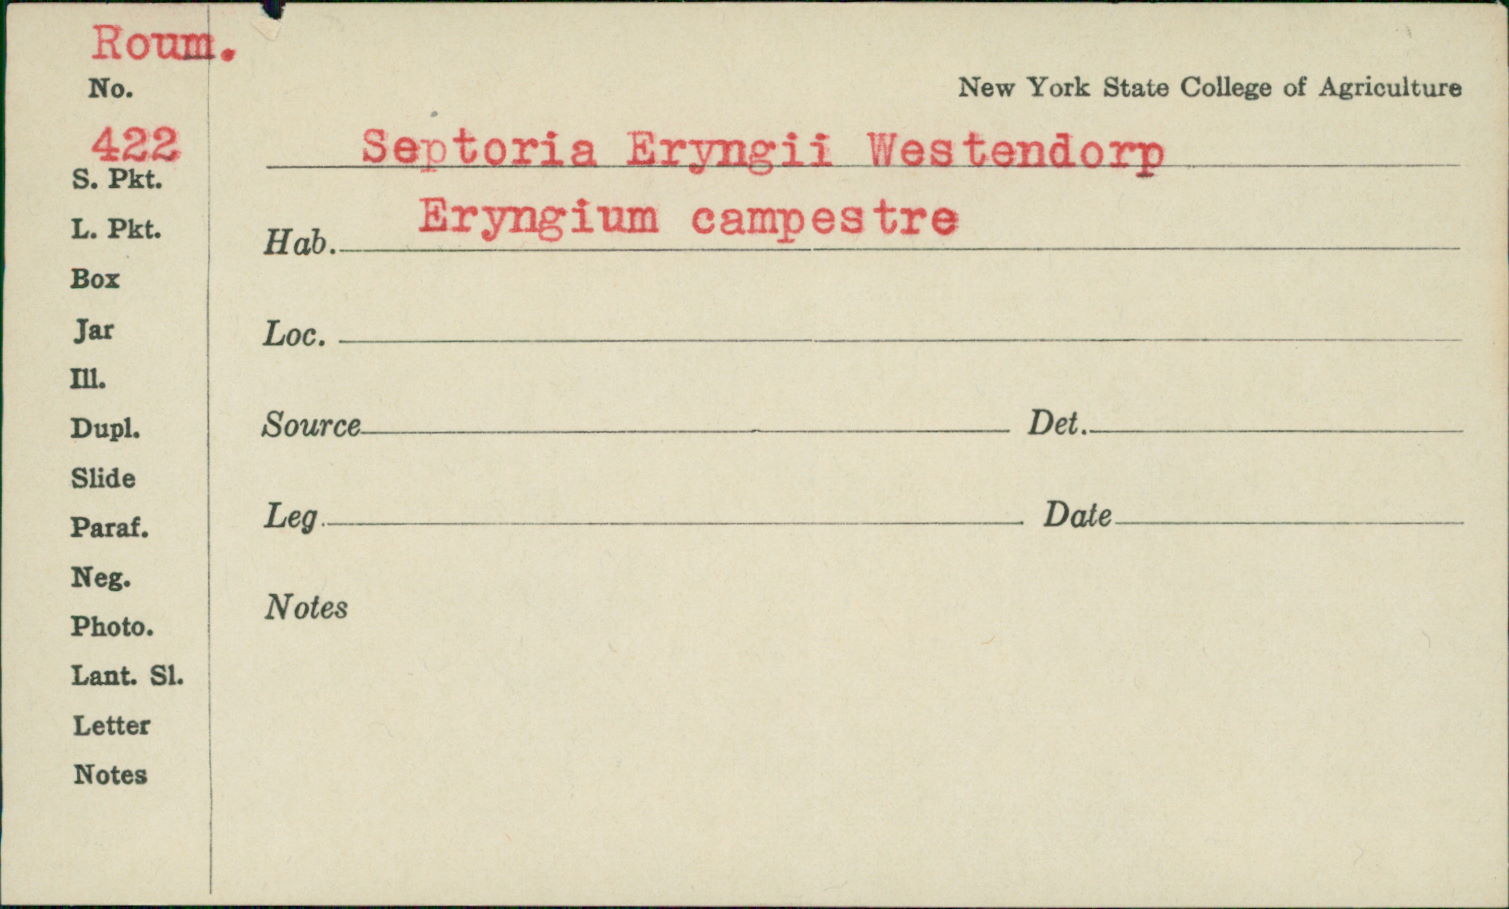 Roum.
No.
New York State College of Agriculture
422
Septoria Eryngii Westendorp
S. Pkt.
Eryngium campestre
L. Pkt.
Hab.
Box
Jar
Loc.
Ill.
Dupl.
Source Det.
Slide
Leg. Date
Paraf.
Neg.
Notes
Photo.
Lant. Sl.
Letter
Notes